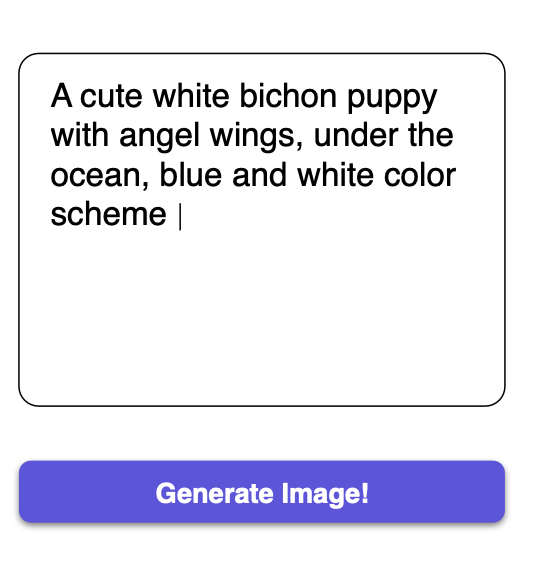 A cute white bichon puppy
with angel wings, under the
ocean, blue and white color
scheme
Generate Image!